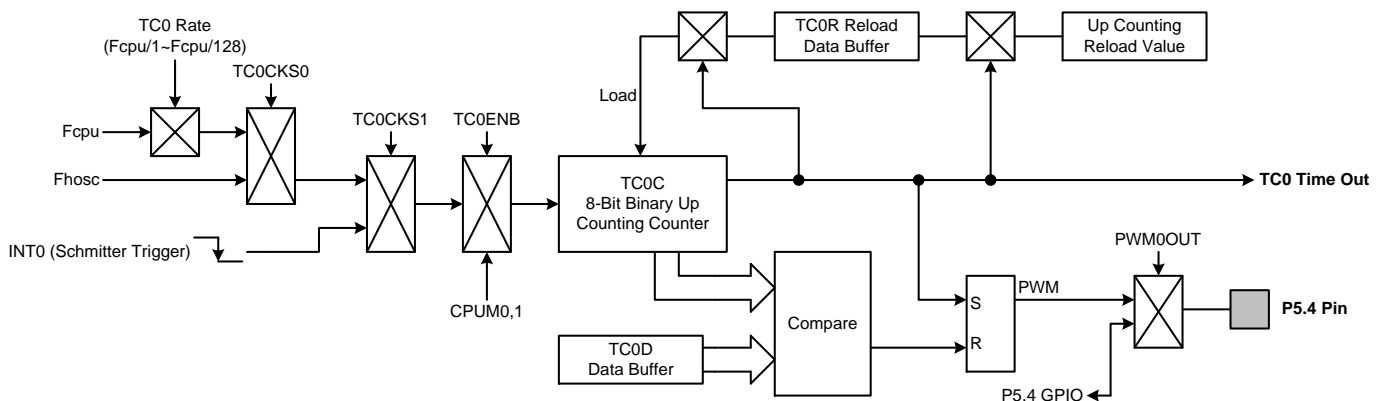 TC0 Rate
(Fcpu/1~Fcpu/128)
TC0CKS0
Fcpu
Fhosc
INT0 (Schmitter Trigger)
TC0CKS1
TC0ENB
CPUM0,1
Load
TC0R Reload
Data Buffer
Up Counting
Reload Value
TC0C
8-Bit Binary Up
Counting Counter
TC0 Time Out
TC0D
Data Buffer
Compare
S
R
PWM
PWM0OUT
P5.4 Pin
P5.4 GPIO